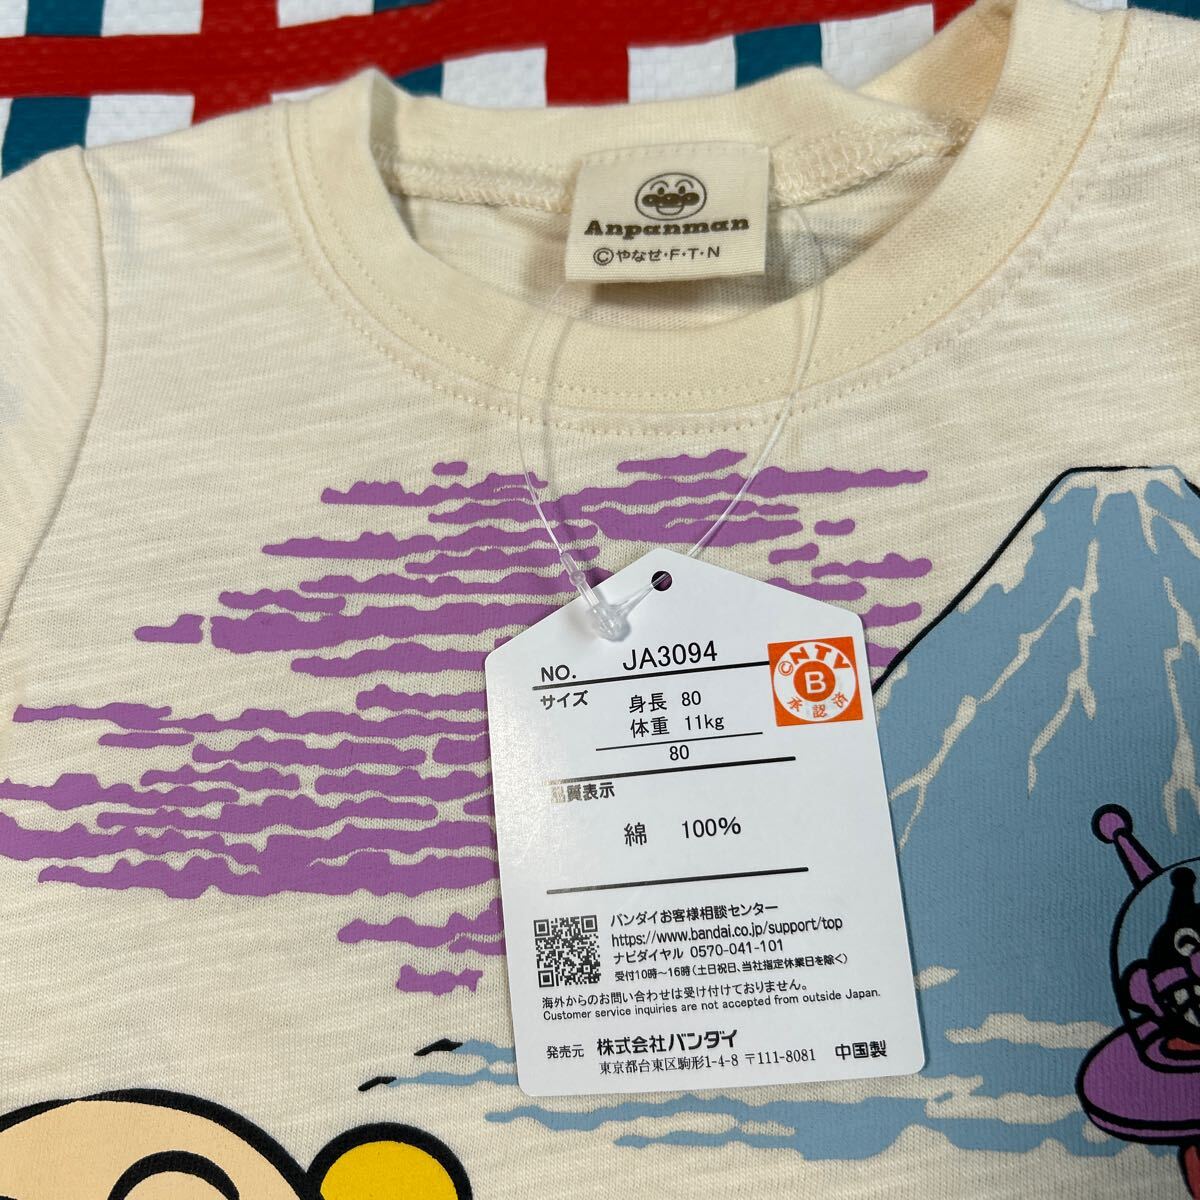 Anpanman
©やなせ・F・T・N
NO. JA3094
©NTV
B
承認済
サイズ 身長 80
体重 11kg
80
品質表示
綿 100%
バンダイお客様相談センター
https://www.bandai.co.jp/support/top
ナビダイヤル 0570-041-101
受付10時～16時(土日祝日、当社指定休業日を除く)
海外からのお問い合わせは受け付けておりません。
Customer service inquiries are not accepted from outside Japan.
発売元 株式会社バンダイ
東京都台東区駒形1-4-8 〒111-8081 中国製